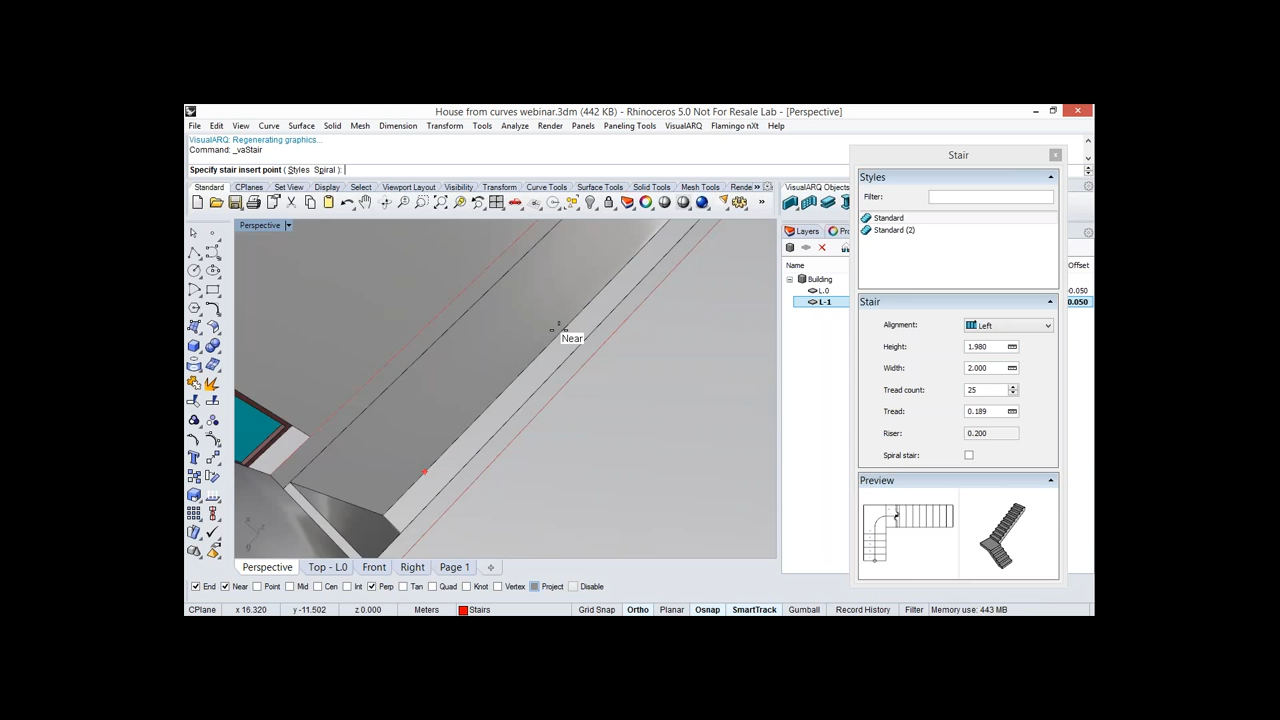 House from curves webinar.3dm (442 KB) - Rhinoceros 5.0 Not For Resale Lab - [Perspective]
File Edit View Curve Surface Solid Mesh Dimension Transform Tools Analyze Render Panels Paneling Tools VisualARQ Flamingo nXt Help
VisualARQ: Regenerating graphics...
Command: _vaStair
Specify stair insert point ( Styles Spiral ):
Standard CPlanes Set View Display Select Viewport Layout Visibility Transform Curve Tools Surface Tools Solid Tools Mesh Tools Rende
VisualARQ Objects
Perspective
Near
Layers Pro
Name Offset
Building
L.0 -0.050
L-1 0.050
Stair
Styles
Filter:
Standard
Standard (2)
Stair
Alignment: Left
Height: 1.980
Width: 2.000
Tread count: 25
Tread: 0.189
Riser: 0.200
Spiral stair:
Preview
Perspective Top - L.0 Front Right Page 1
End Near Point Mid Cen Int Perp Tan Quad Knot Vertex Project Disable
CPlane x 16.320 y -11.502 z 0.000 Meters Stairs Grid Snap Ortho Planar Osnap SmartTrack Gumball Record History Filter Memory use: 443 MB